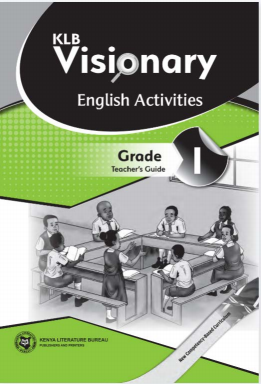 KLB
Visionary
English Activities
Grade 1
Teacher's Guide
New Competency Based Curriculum
KENYA LITERATURE BUREAU
PUBLISHERS AND PRINTERS